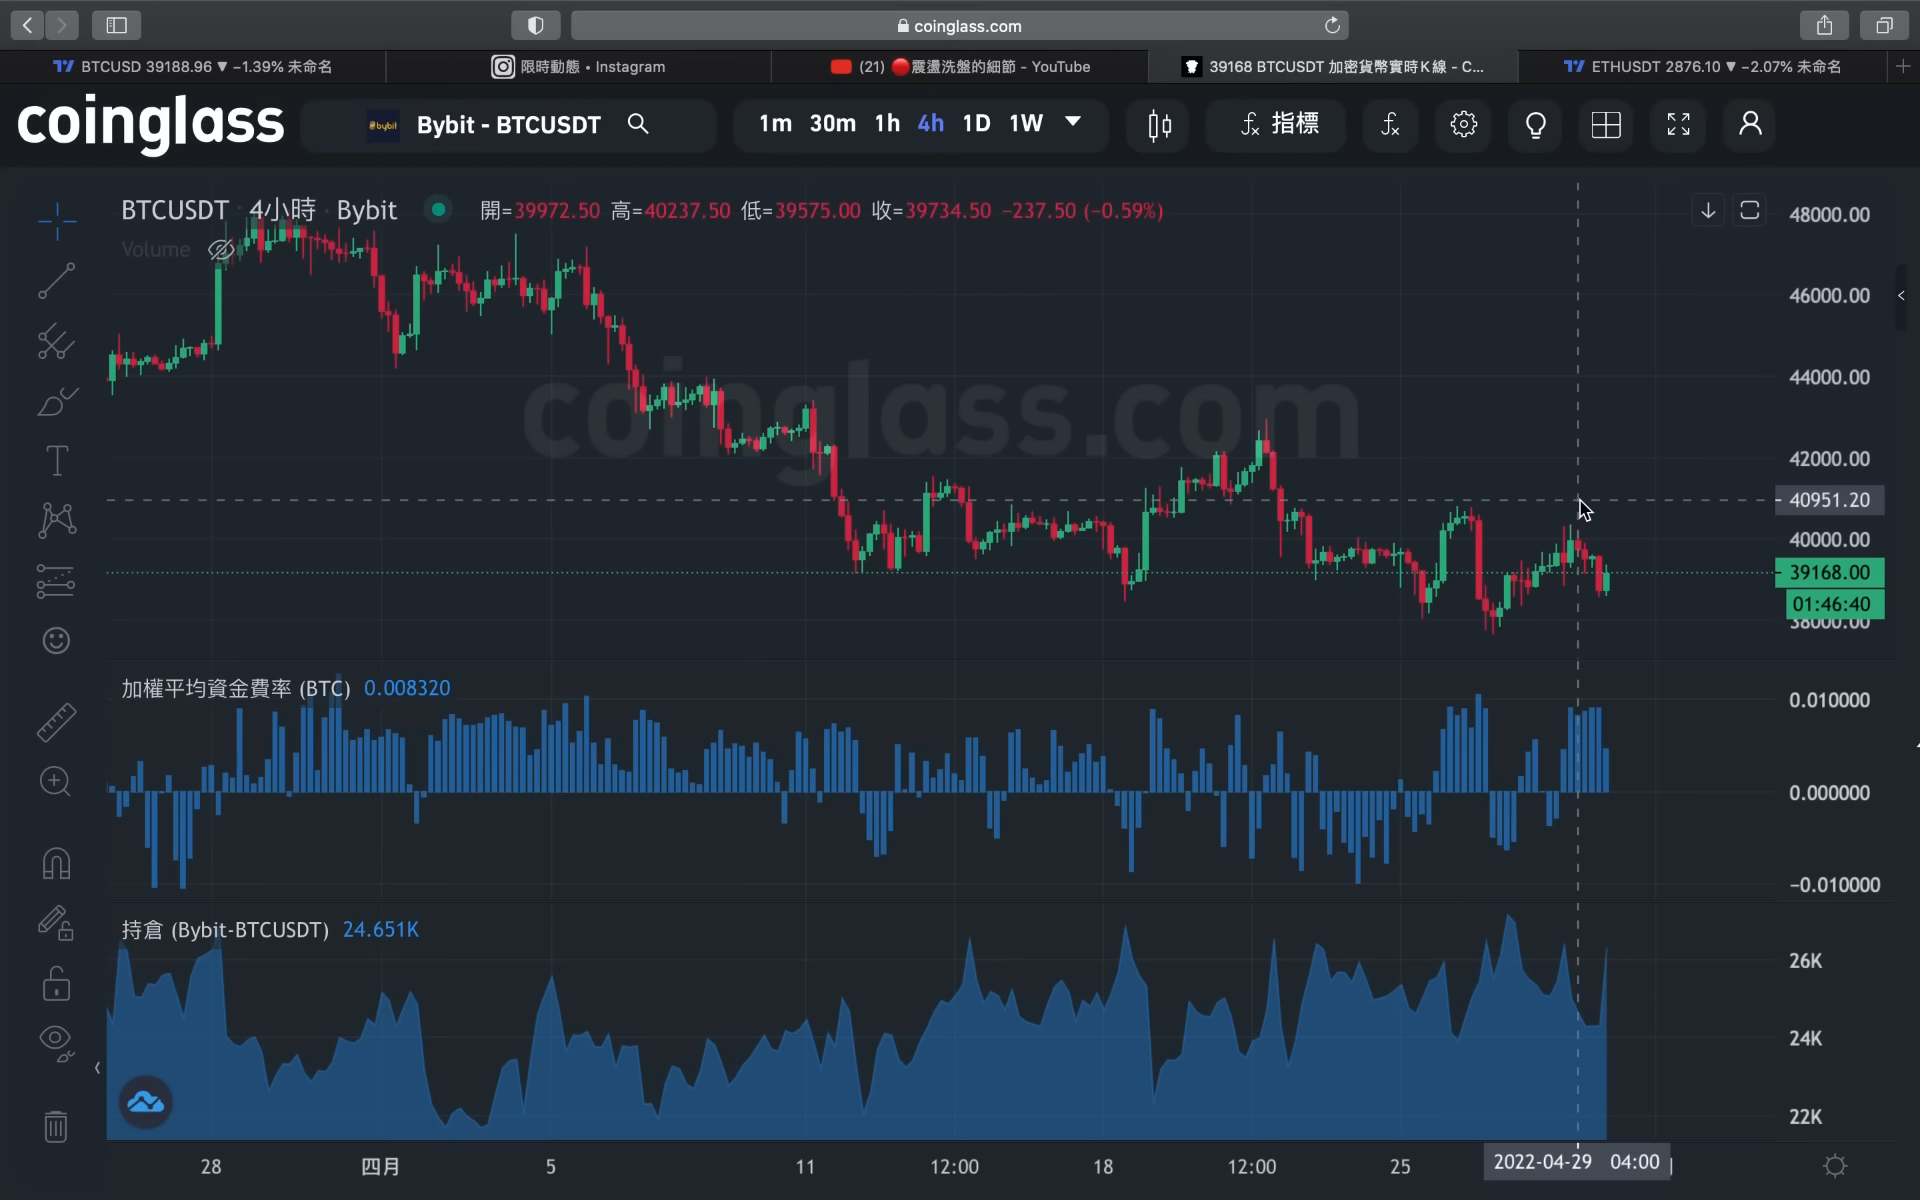 coinglass.com
BTCUSD 39188.96 ▼ −1.39% 未命名
限時動態 • Instagram
(21) 🔴震盪洗盤的細節 - YouTube
39168 BTCUSDT 加密貨幣實時K線 - C...
ETHUSDT 2876.10 ▼ −2.07% 未命名
coinglass
BYBIT
Bybit - BTCUSDT
1m 30m 1h 4h 1D 1W
指標
BTCUSDT · 4小時 · Bybit
開=39972.50 高=40237.50 低=39575.00 收=39734.50 −237.50 (−0.59%)
Volume
coinglass.com
48000.00
46000.00
44000.00
42000.00
40951.20
40000.00
39168.00
01:46:40
38000.00
加權平均資金費率 (BTC) 0.008320
0.010000
0.000000
−0.010000
持倉 (Bybit-BTCUSDT) 24.651K
26K
24K
22K
28 四月 5 11 12:00 18 12:00 25 2022-04-29 04:00